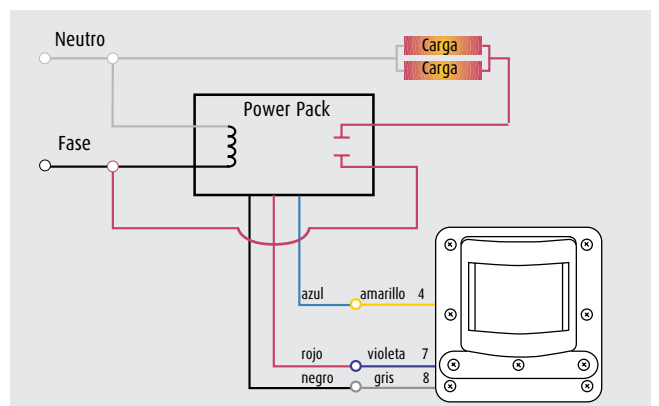 Neutro
Carga
Carga
Power Pack
Fase
azul amarillo 4
rojo violeta 7
negro gris 8